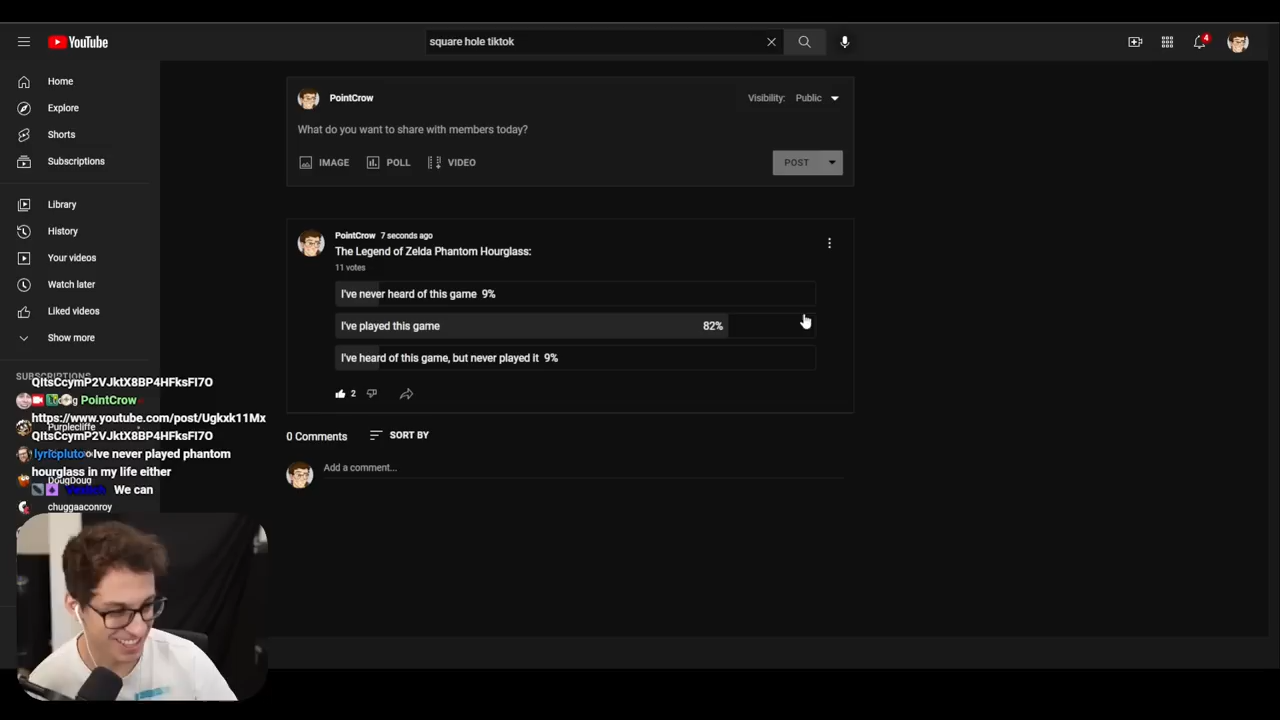 YouTube
square hole tiktok
4
Home
Explore
Shorts
Subscriptions
Library
History
Your videos
Watch later
Liked videos
Show more
SUBSCRIPTIONS
QItsCcymP2VJktX8BP4HFksFI7O
PointCrow
https://www.youtube.com/post/Ugkxk11Mx
Purplecliffe
QItsCcymP2VJktX8BP4HFksFI7O
lyricpluto Ive never played phantom
hourglass in my life either
DougDoug
We can
chuggaaconroy
PointCrow
Visibility: Public
What do you want to share with members today?
IMAGE POLL VIDEO
POST
PointCrow 7 seconds ago
The Legend of Zelda Phantom Hourglass:
11 votes
I've never heard of this game 9%
I've played this game 82%
I've heard of this game, but never played it 9%
2
0 Comments SORT BY
Add a comment...